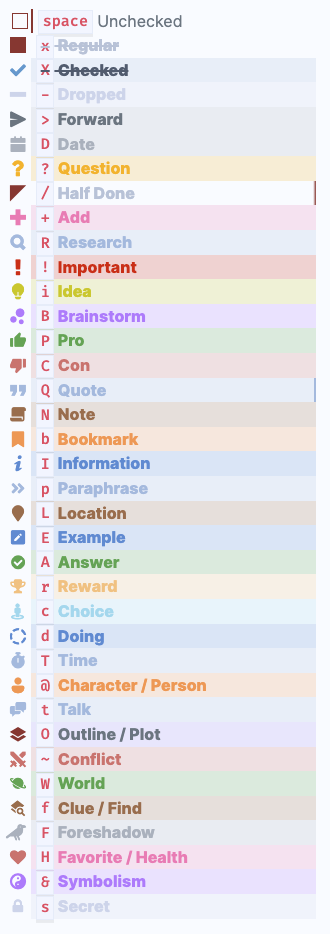 space Unchecked
x Regular
X Checked
- Dropped
> Forward
D Date
? Question
/ Half Done
+ Add
R Research
! Important
i Idea
B Brainstorm
P Pro
C Con
Q Quote
N Note
b Bookmark
I Information
p Paraphrase
L Location
E Example
A Answer
r Reward
c Choice
d Doing
T Time
@ Character / Person
t Talk
O Outline / Plot
~ Conflict
W World
f Clue / Find
F Foreshadow
H Favorite / Health
& Symbolism
s Secret